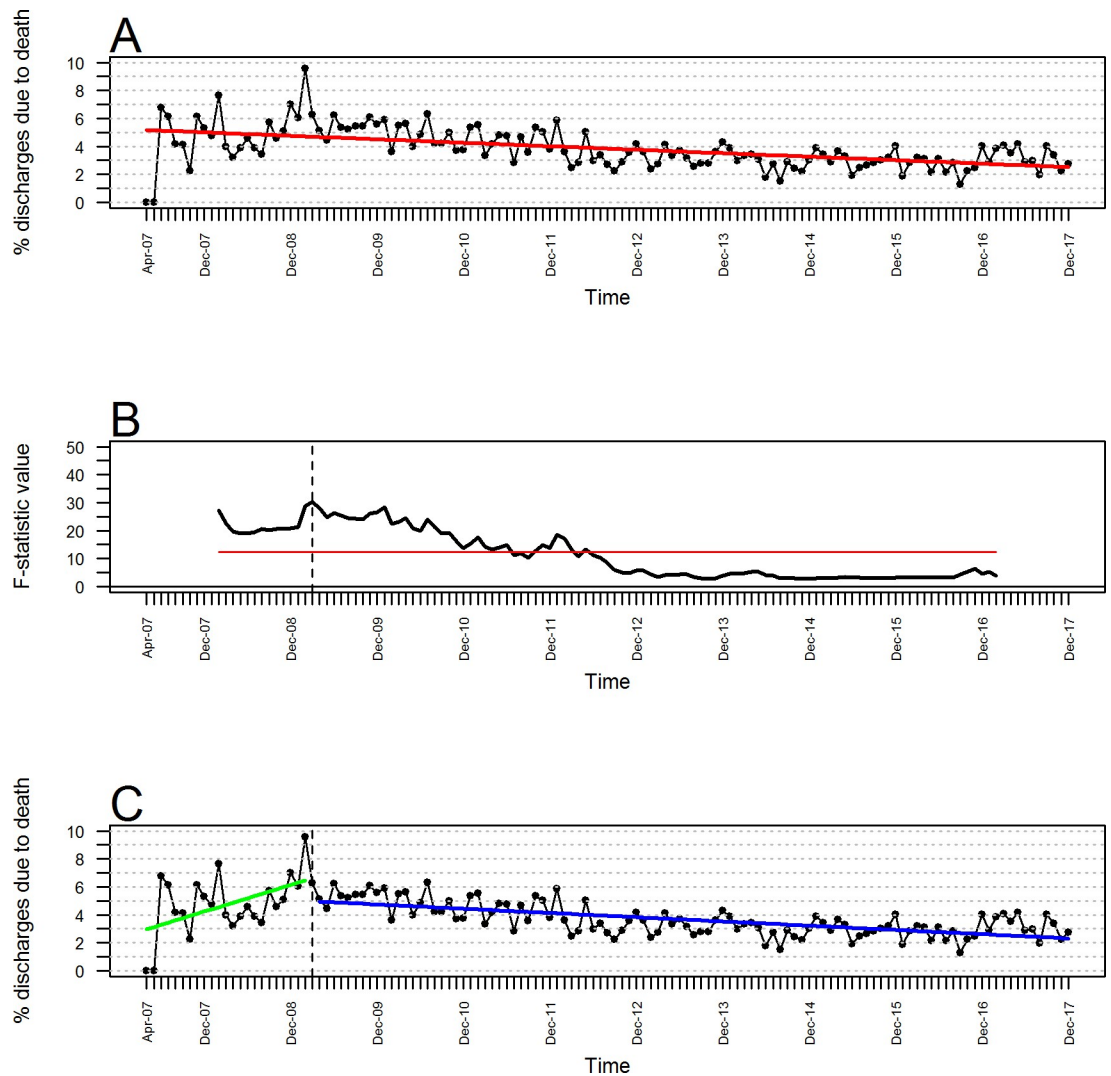 A
% discharges due to death
10
8
6
4
2
0
Apr-07
Dec-07
Dec-08
Dec-09
Dec-10
Dec-11
Dec-12
Dec-13
Dec-14
Dec-15
Dec-16
Dec-17
Time
B
F-statistic value
50
40
30
20
10
0
Apr-07
Dec-07
Dec-08
Dec-09
Dec-10
Dec-11
Dec-12
Dec-13
Dec-14
Dec-15
Dec-16
Dec-17
Time
C
% discharges due to death
10
8
6
4
2
0
Apr-07
Dec-07
Dec-08
Dec-09
Dec-10
Dec-11
Dec-12
Dec-13
Dec-14
Dec-15
Dec-16
Dec-17
Time